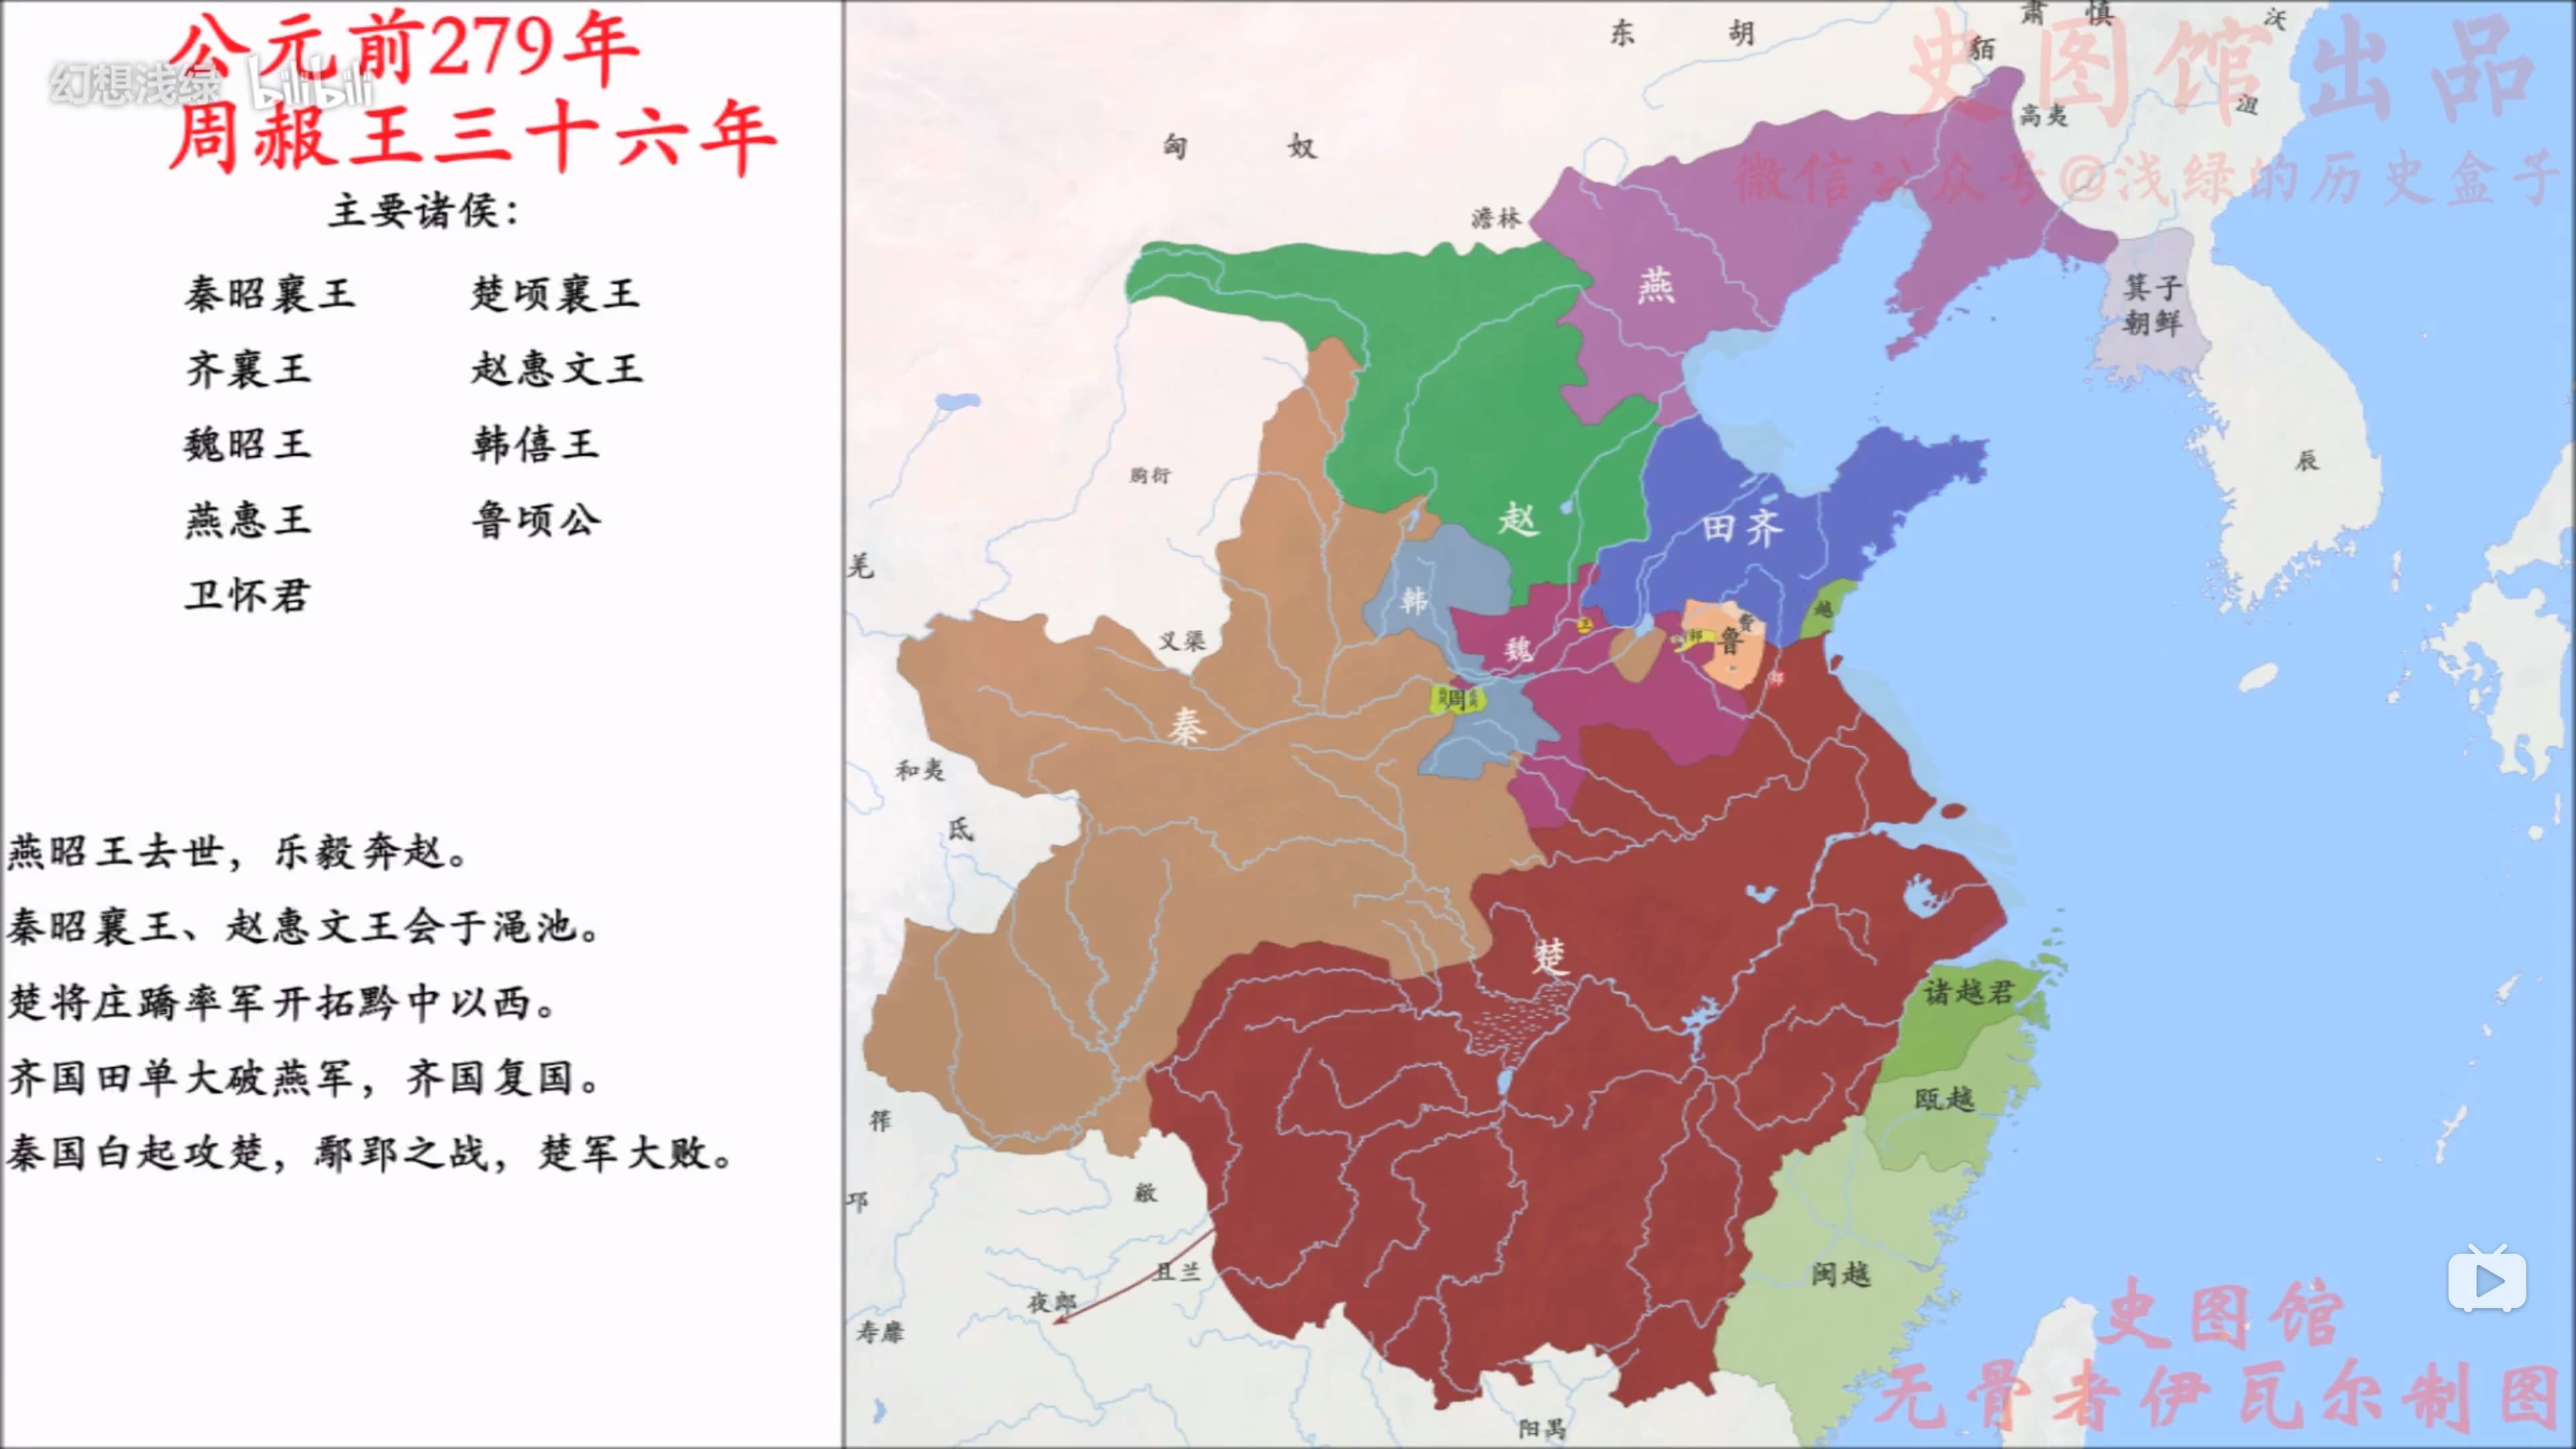 公元前279年
幻想浅绿 bilibili
周赧王三十六年
主要诸侯：
秦昭襄王 楚顷襄王
齐襄王 赵惠文王
魏昭王 韩僖王
燕惠王 鲁顷公
卫怀君
燕昭王去世，乐毅奔赵。
秦昭襄王、赵惠文王会于渑池。
楚将庄蹻率军开拓黔中以西。
齐国田单大破燕军，齐国复国。
秦国白起攻楚，鄢郢之战，楚军大败。
东胡
肃慎
沃
貊
沮
高夷
史图馆出品
微信公众号@浅绿的历史盒子
匈奴
澹林
燕
箕子
朝鲜
辰
朐衍
赵
田齐
羌
韩
义渠
魏
卫
越
费
邹
鲁
郯
周
秦
和夷
氐
楚
诸越君
瓯越
筰
邛
闽越
且兰
夜郎
寿靡
阳禺
史图馆
无骨者伊瓦尔制图